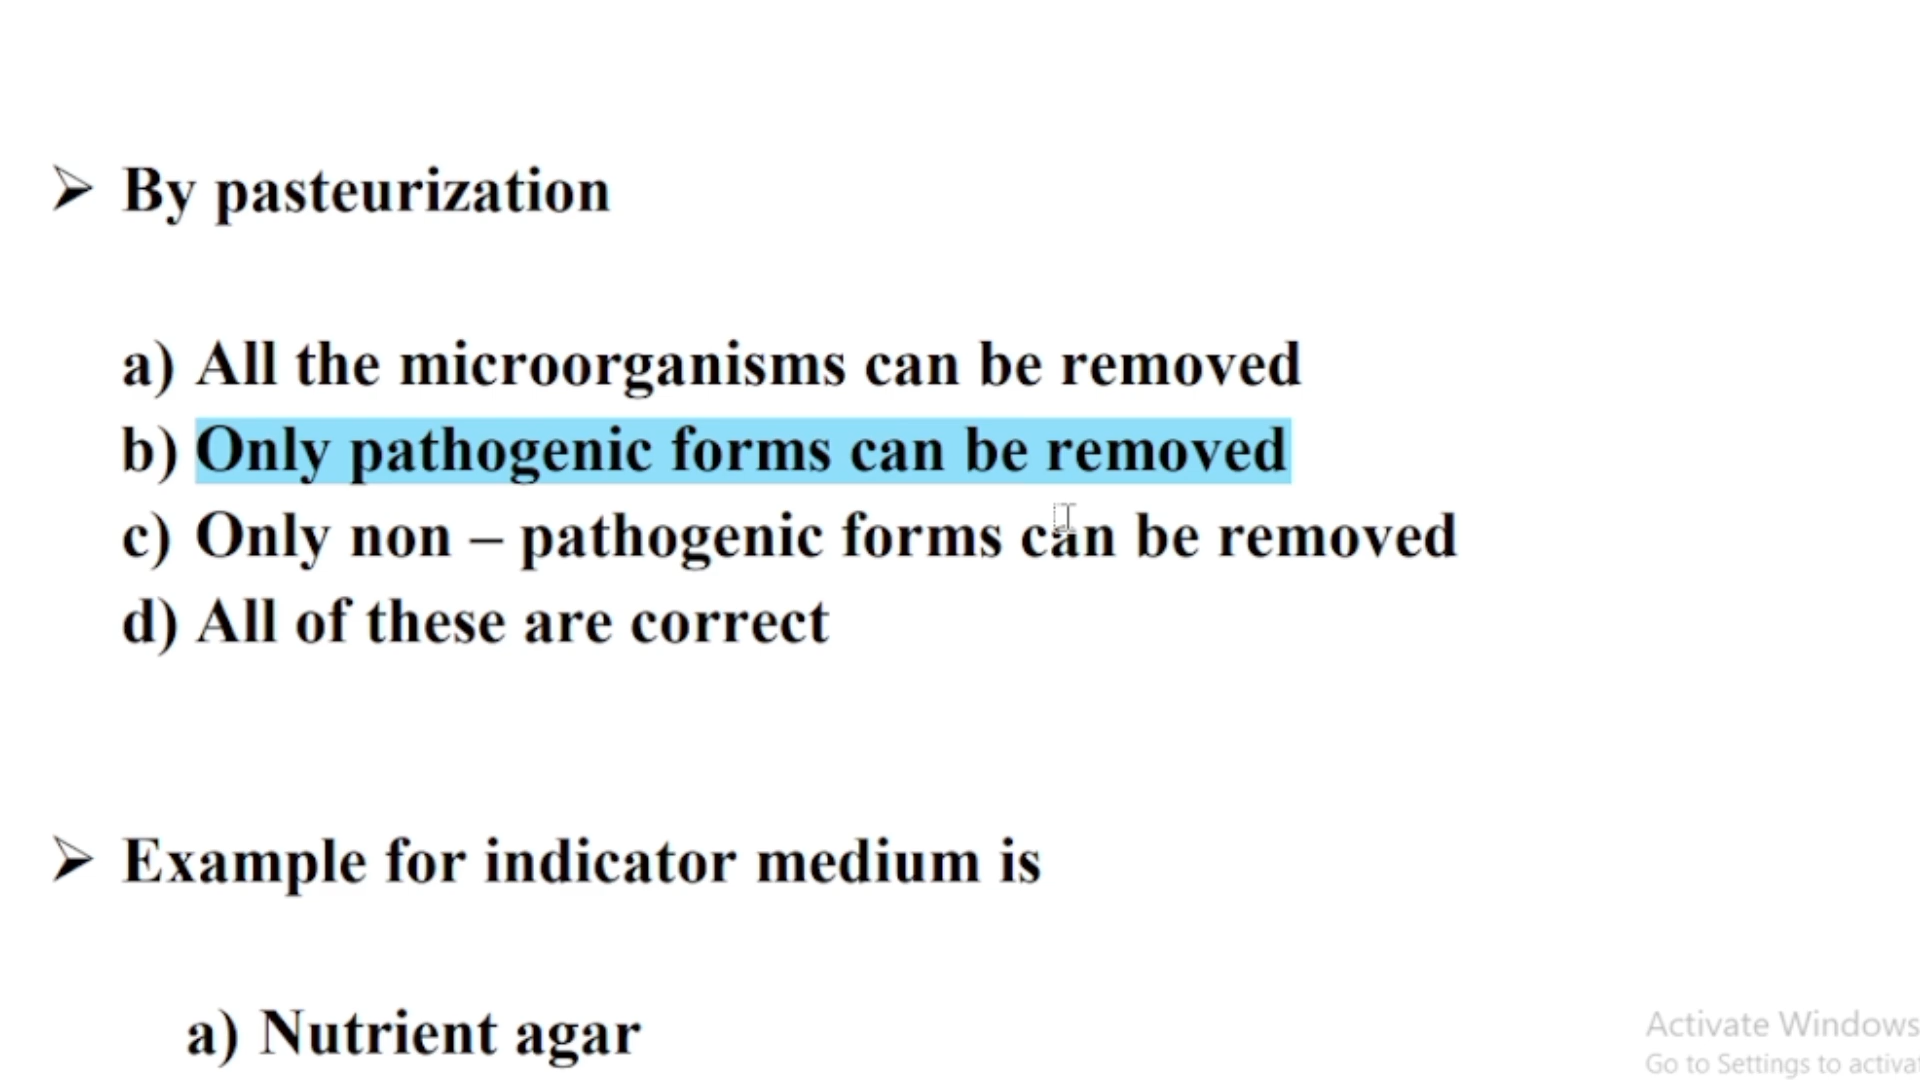 ➢ By pasteurization
a) All the microorganisms can be removed
b) Only pathogenic forms can be removed
c) Only non – pathogenic forms can be removed
d) All of these are correct
➢ Example for indicator medium is
a) Nutrient agar
Activate Windows
Go to Settings to activa